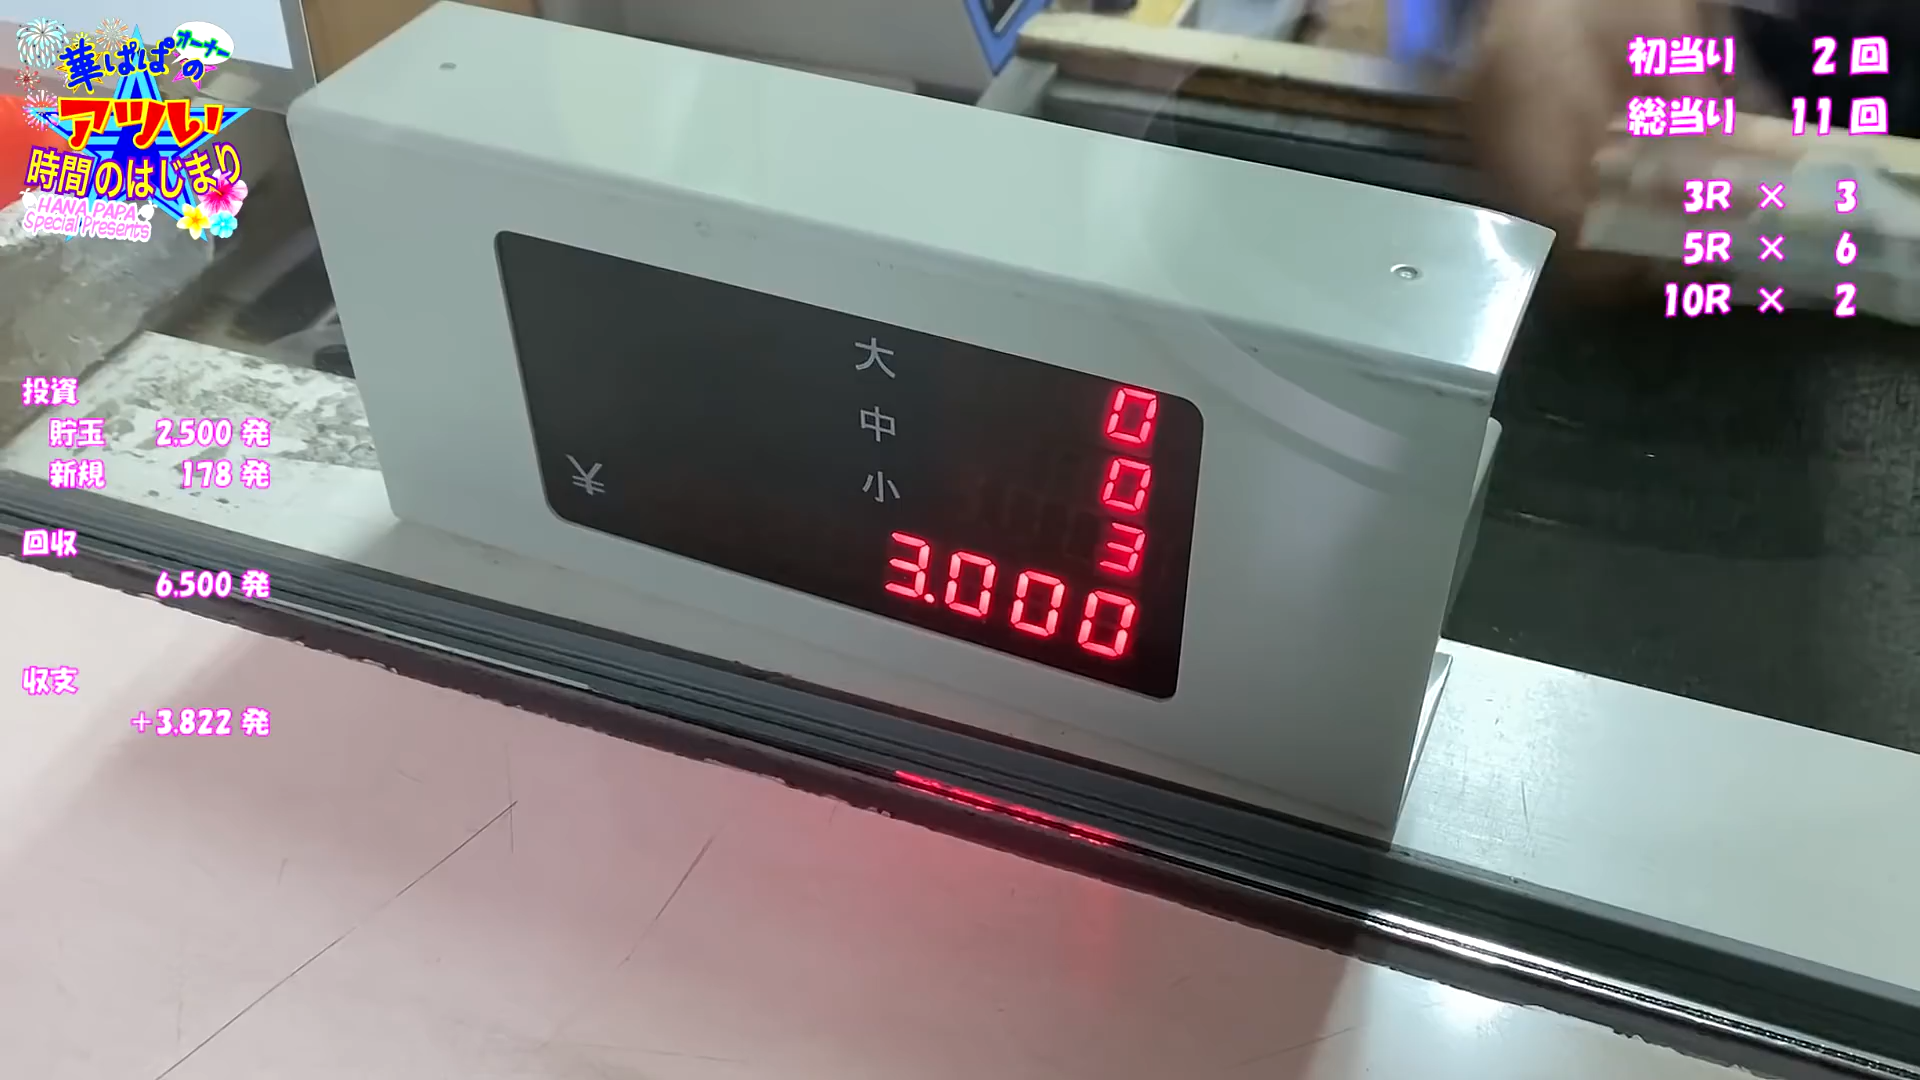 華ぱぱオーナーの
アツい
時間のはじまり
HANA PAPA
Special Presents
初当り 2 回
総当り 11 回
3R × 3
5R × 6
10R × 2
投資
貯玉 2,500 発
新規 178 発
回収
6,500 発
収支
+3,822 発
大 0
中 0
小 3
¥ 3.000